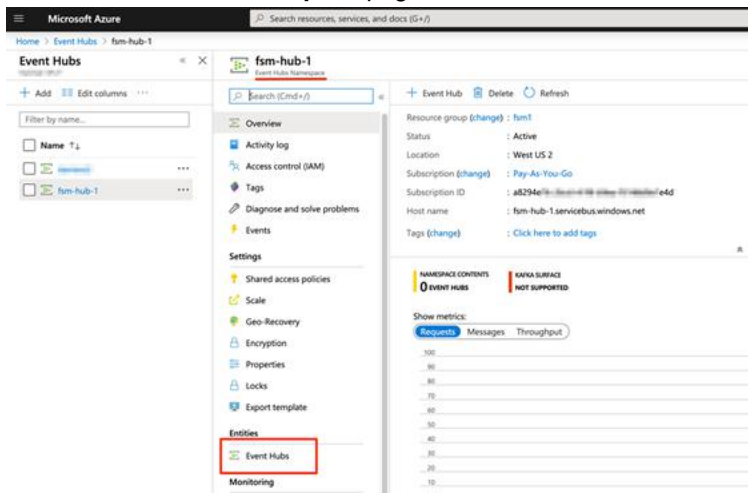 Microsoft Azure
Search resources, services, and docs (G+/)
Home > Event Hubs > fsm-hub-1
Event Hubs
« ×
+ Add Edit columns ...
Filter by name...
Name ↑↓
...
fsm-hub-1 ...
fsm-hub-1
Event Hubs Namespace
Search (Cmd+/) «
Overview
Activity log
Access control (IAM)
Tags
Diagnose and solve problems
Events
Settings
Shared access policies
Scale
Geo-Recovery
Encryption
Properties
Locks
Export template
Entities
Event Hubs
Monitoring
+ Event Hub Delete Refresh
Resource group (change) : fsm1
Status : Active
Location : West US 2
Subscription (change) : Pay-As-You-Go
Subscription ID : a8294e e4d
Host name : fsm-hub-1.servicebus.windows.net
Tags (change) : Click here to add tags
NAMESPACE CONTENTS
0 EVENT HUBS
KAFKA SURFACE
NOT SUPPORTED
Show metrics:
Requests Messages Throughput
100
90
80
70
60
50
40
30
20
10